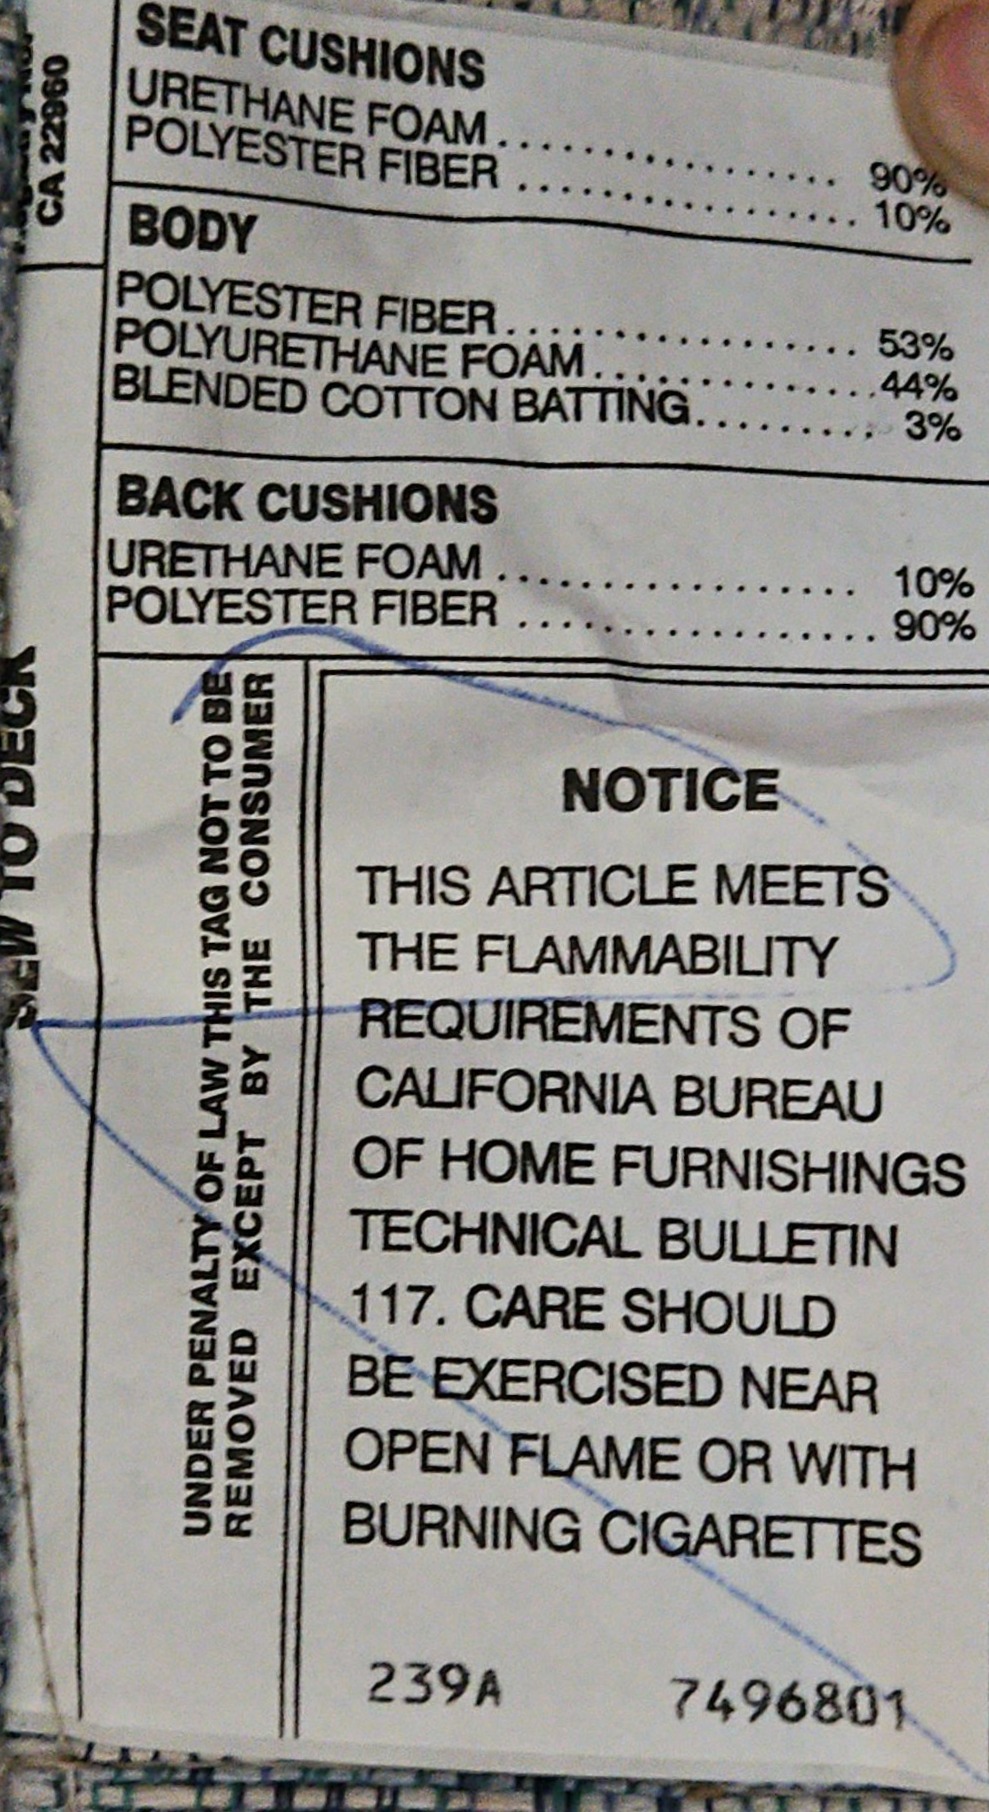 CA 22960
SEW TO DECK
SEAT CUSHIONS
URETHANE FOAM................. 90%
POLYESTER FIBER ................. 10%
BODY
POLYESTER FIBER................. 53%
POLYURETHANE FOAM..............44%
BLENDED COTTON BATTING......... 3%
BACK CUSHIONS
URETHANE FOAM ................. 10%
POLYESTER FIBER ................. 90%
UNDER PENALTY OF LAW THIS TAG NOT TO BE
REMOVED EXCEPT BY THE CONSUMER
NOTICE
THIS ARTICLE MEETS
THE FLAMMABILITY
REQUIREMENTS OF
CALIFORNIA BUREAU
OF HOME FURNISHINGS
TECHNICAL BULLETIN
117. CARE SHOULD
BE EXERCISED NEAR
OPEN FLAME OR WITH
BURNING CIGARETTES
239A 7496801